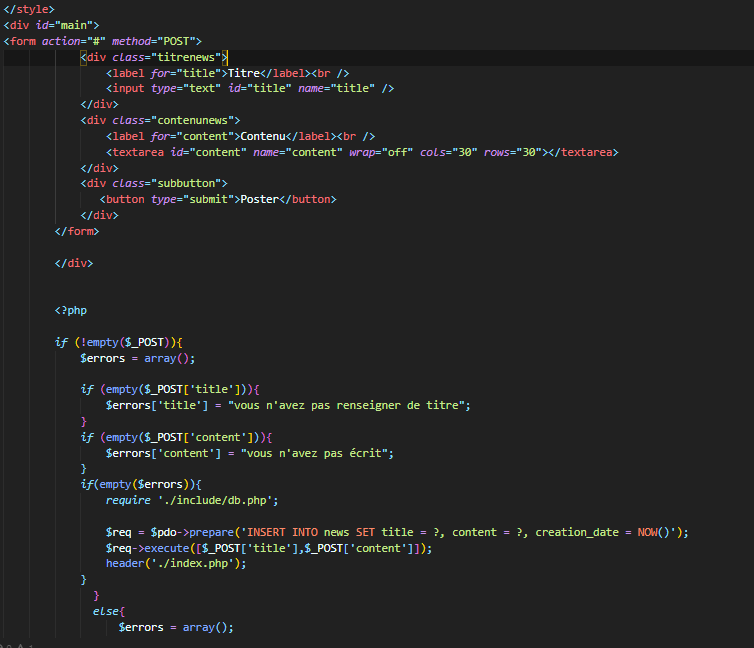 </style>
<div id="main">
<form action="#" method="POST">
<div class="titrenews">
<label for="title">Titre</label><br />
<input type="text" id="title" name="title" />
</div>
<div class="contenunews">
<label for="content">Contenu</label><br />
<textarea id="content" name="content" wrap="off" cols="30" rows="30"></textarea>
</div>
<div class="subbutton">
<button type="submit">Poster</button>
</div>
</form>
</div>
<?php
if (!empty($_POST)){
$errors = array();
if (empty($_POST['title'])){
$errors['title'] = "vous n'avez pas renseigner de titre";
}
if (empty($_POST['content'])){
$errors['content'] = "vous n'avez pas écrit";
}
if(empty($errors)){
require './include/db.php';
$req = $pdo->prepare('INSERT INTO news SET title = ?, content = ?, creation_date = NOW()');
$req->execute([$_POST['title'],$_POST['content']]);
header('./index.php');
}
}
else{
$errors = array();